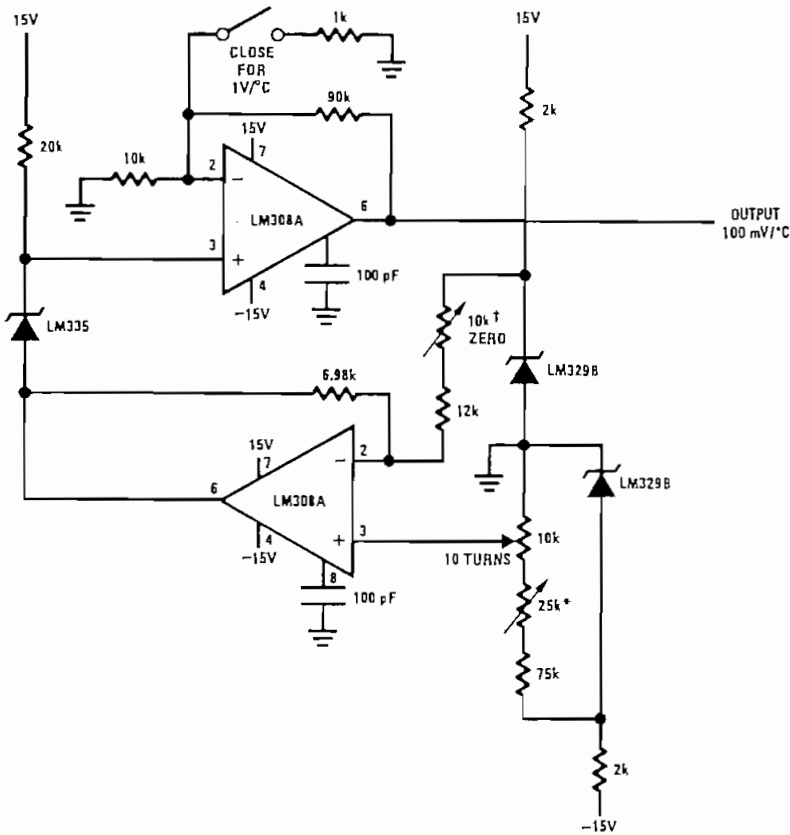 15V
1k
15V
CLOSE
FOR
1V/°C
90k
2k
20k
15V
7
10k
2
−
LM308A
6
OUTPUT
100 mV/°C
3
+
4
−15V
100 pF
LM335
10k†
ZERO
LM329B
6.98k
12k
15V
7
2
−
6
LM308A
LM329B
3
+
4
−15V
10 TURNS
10k
8
100 pF
25k*
75k
2k
−15V